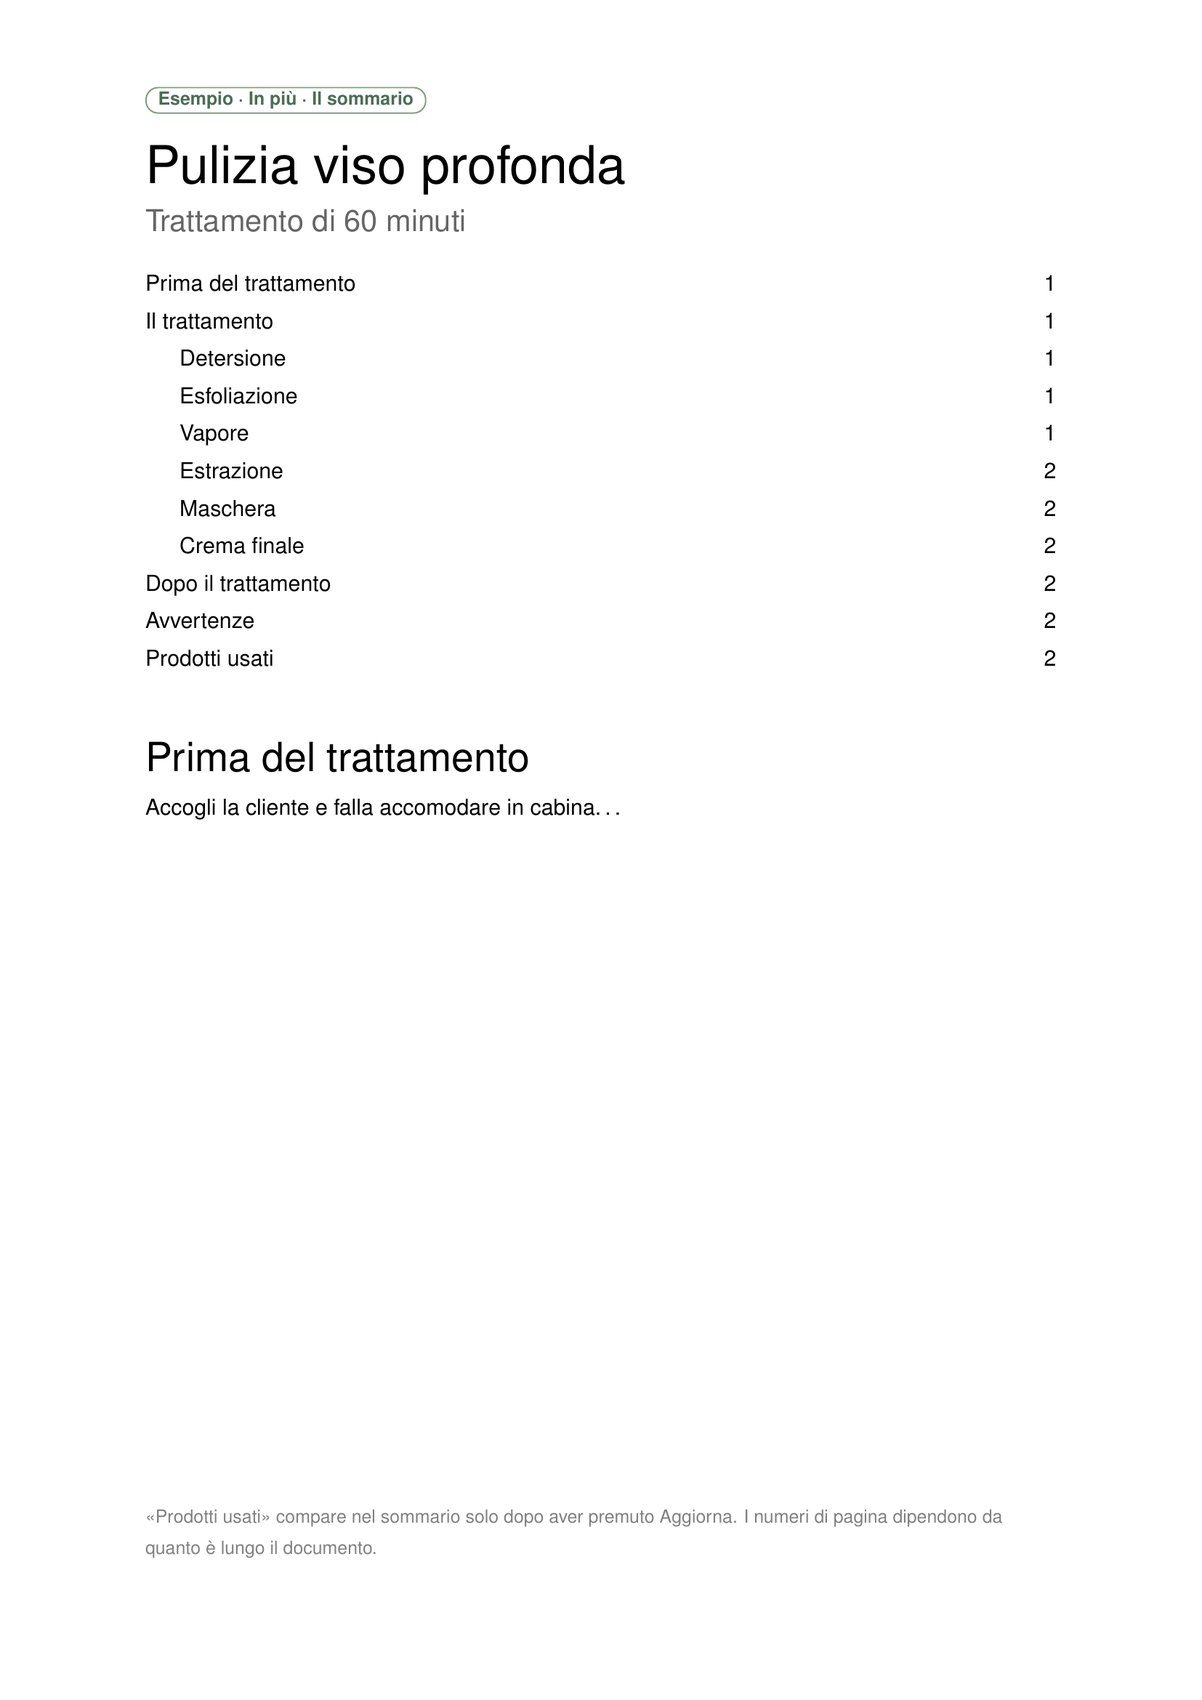 Esempio · In più · Il sommario
Pulizia viso profonda
Trattamento di 60 minuti
Prima del trattamento 1
Il trattamento 1
Detersione 1
Esfoliazione 1
Vapore 1
Estrazione 2
Maschera 2
Crema finale 2
Dopo il trattamento 2
Avvertenze 2
Prodotti usati 2
Prima del trattamento
Accogli la cliente e falla accomodare in cabina. . .
«Prodotti usati» compare nel sommario solo dopo aver premuto Aggiorna. I numeri di pagina dipendono da
quanto è lungo il documento.